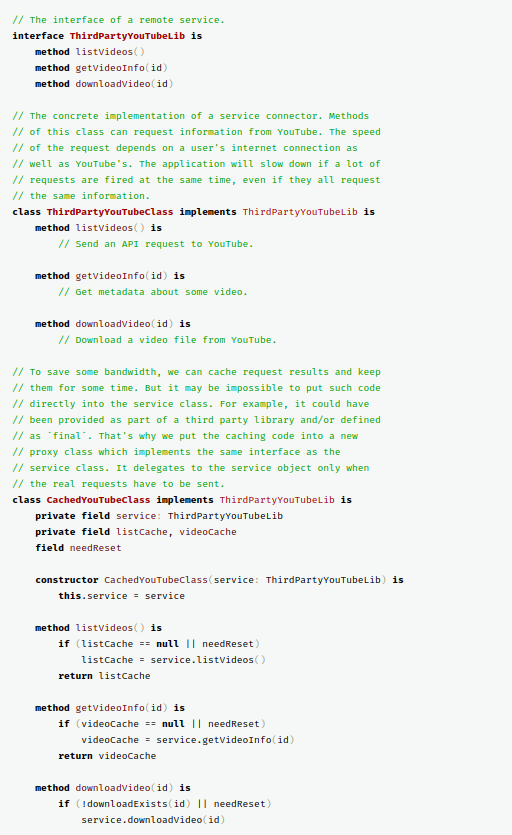 // The interface of a remote service.
interface ThirdPartyYouTubeLib is
    method listVideos()
    method getVideoInfo(id)
    method downloadVideo(id)

// The concrete implementation of a service connector. Methods
// of this class can request information from YouTube. The speed
// of the request depends on a user's internet connection as
// well as YouTube's. The application will slow down if a lot of
// requests are fired at the same time, even if they all request
// the same information.
class ThirdPartyYouTubeClass implements ThirdPartyYouTubeLib is
    method listVideos() is
        // Send an API request to YouTube.

    method getVideoInfo(id) is
        // Get metadata about some video.

    method downloadVideo(id) is
        // Download a video file from YouTube.

// To save some bandwidth, we can cache request results and keep
// them for some time. But it may be impossible to put such code
// directly into the service class. For example, it could have
// been provided as part of a third party library and/or defined
// as `final`. That's why we put the caching code into a new
// proxy class which implements the same interface as the
// service class. It delegates to the service object only when
// the real requests have to be sent.
class CachedYouTubeClass implements ThirdPartyYouTubeLib is
    private field service: ThirdPartyYouTubeLib
    private field listCache, videoCache
    field needReset

    constructor CachedYouTubeClass(service: ThirdPartyYouTubeLib) is
        this.service = service

    method listVideos() is
        if (listCache == null || needReset)
            listCache = service.listVideos()
        return listCache

    method getVideoInfo(id) is
        if (videoCache == null || needReset)
            videoCache = service.getVideoInfo(id)
        return videoCache

    method downloadVideo(id) is
        if (!downloadExists(id) || needReset)
            service.downloadVideo(id)